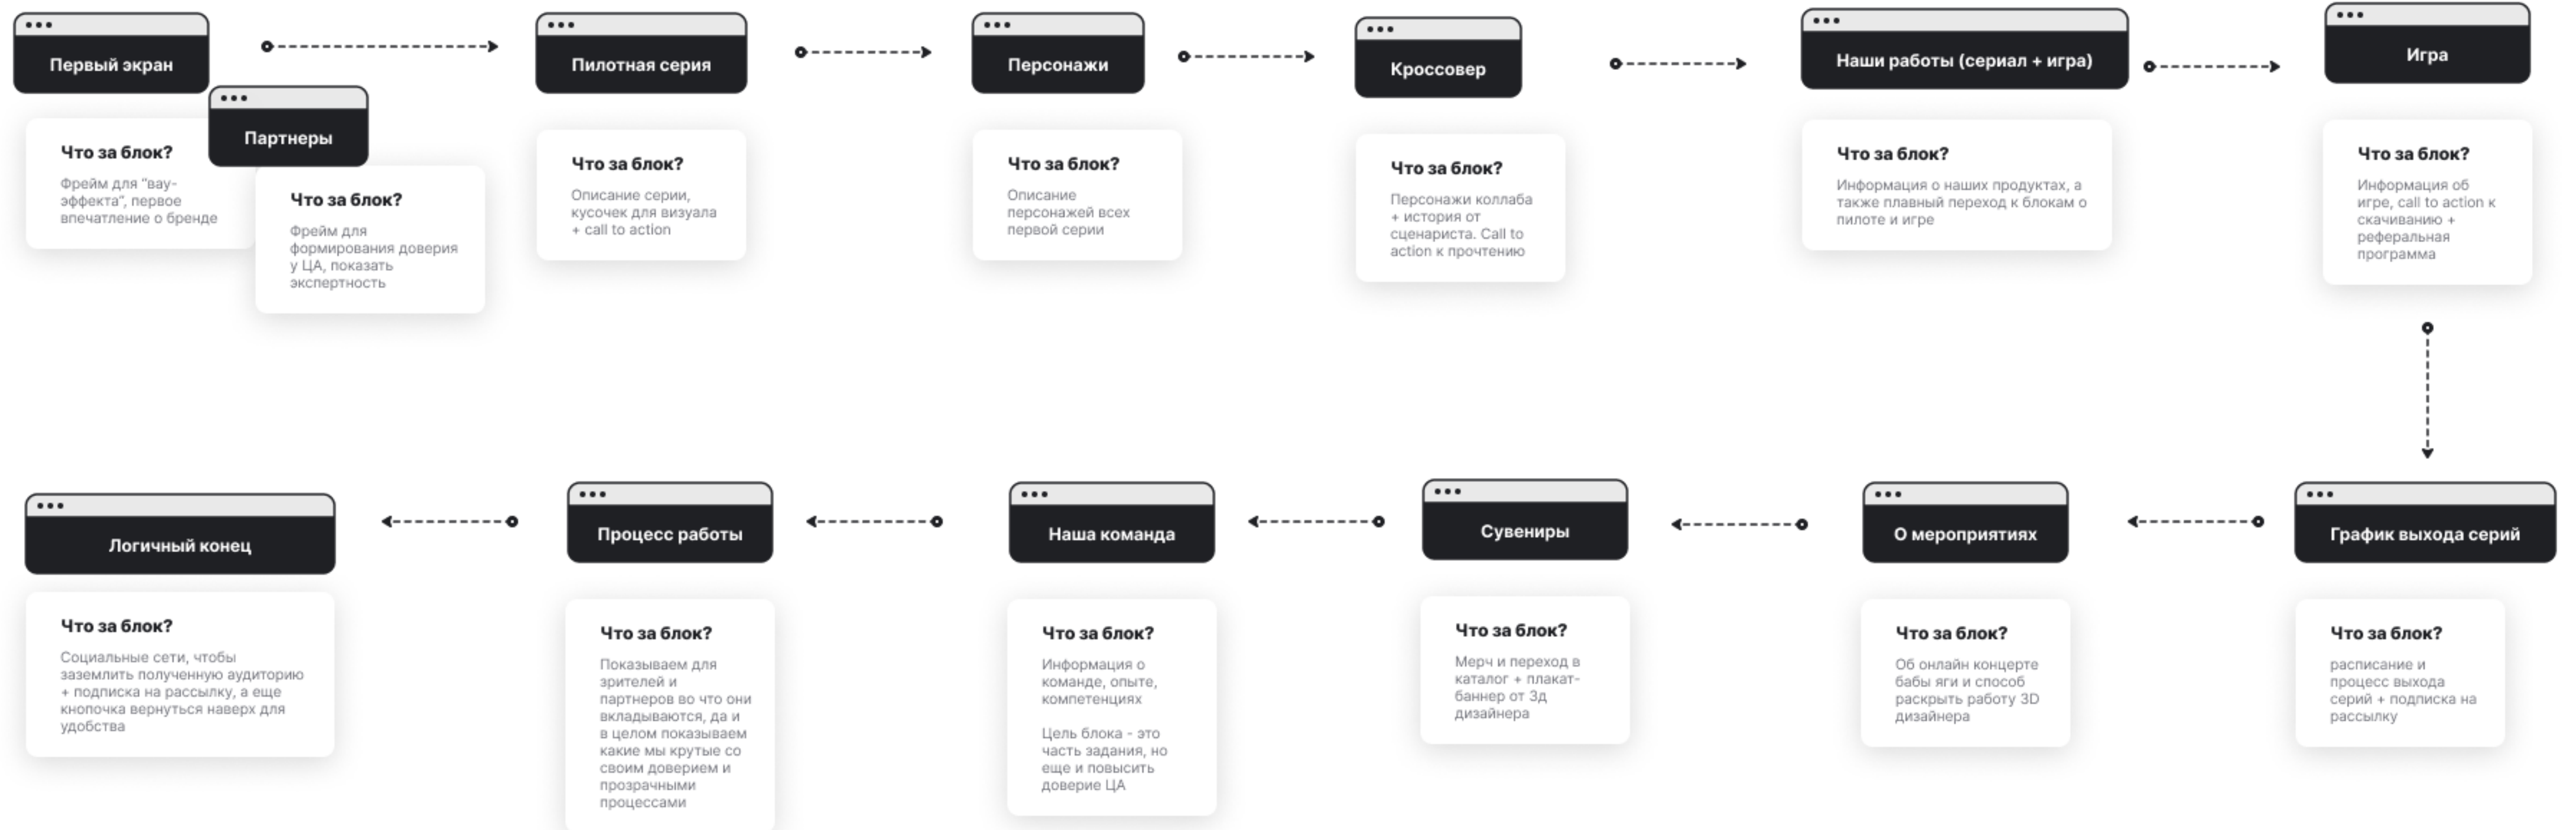 Первый экран
Что за блок?
Фрейм для "вау-
эффекта", первое
впечатление о бренде
Партнеры
Что за блок?
Фрейм для
формирования доверия
у ЦА, показать
экспертность
Пилотная серия
Что за блок?
Описание серии,
кусочек для визуала
+ call to action
Персонажи
Что за блок?
Описание
персонажей всех
первой серии
Кроссовер
Что за блок?
Персонажи коллаба
+ история от
сценариста. Call to
action к прочтению
Наши работы (сериал + игра)
Что за блок?
Информация о наших продуктах, а
также плавный переход к блокам о
пилоте и игре
Игра
Что за блок?
Информация об
игре, call to action к
скачиванию +
реферальная
программа
График выхода серий
Что за блок?
расписание и
процесс выхода
серий + подписка на
рассылку
О мероприятиях
Что за блок?
Об онлайн концерте
бабы яги и способ
раскрыть работу 3D
дизайнера
Сувениры
Что за блок?
Мерч и переход в
каталог + плакат-
баннер от 3д
дизайнера
Наша команда
Что за блок?
Информация о
команде, опыте,
компетенциях
Цель блока - это
часть задания, но
еще и повысить
доверие ЦА
Процесс работы
Что за блок?
Показываем для
зрителей и
партнеров во что они
вкладываются, да и
в целом показываем
какие мы крутые со
своим доверием и
прозрачными
процессами
Логичный конец
Что за блок?
Социальные сети, чтобы
заземлить полученную аудиторию
+ подписка на рассылку, а еще
кнопочка вернуться наверх для
удобства